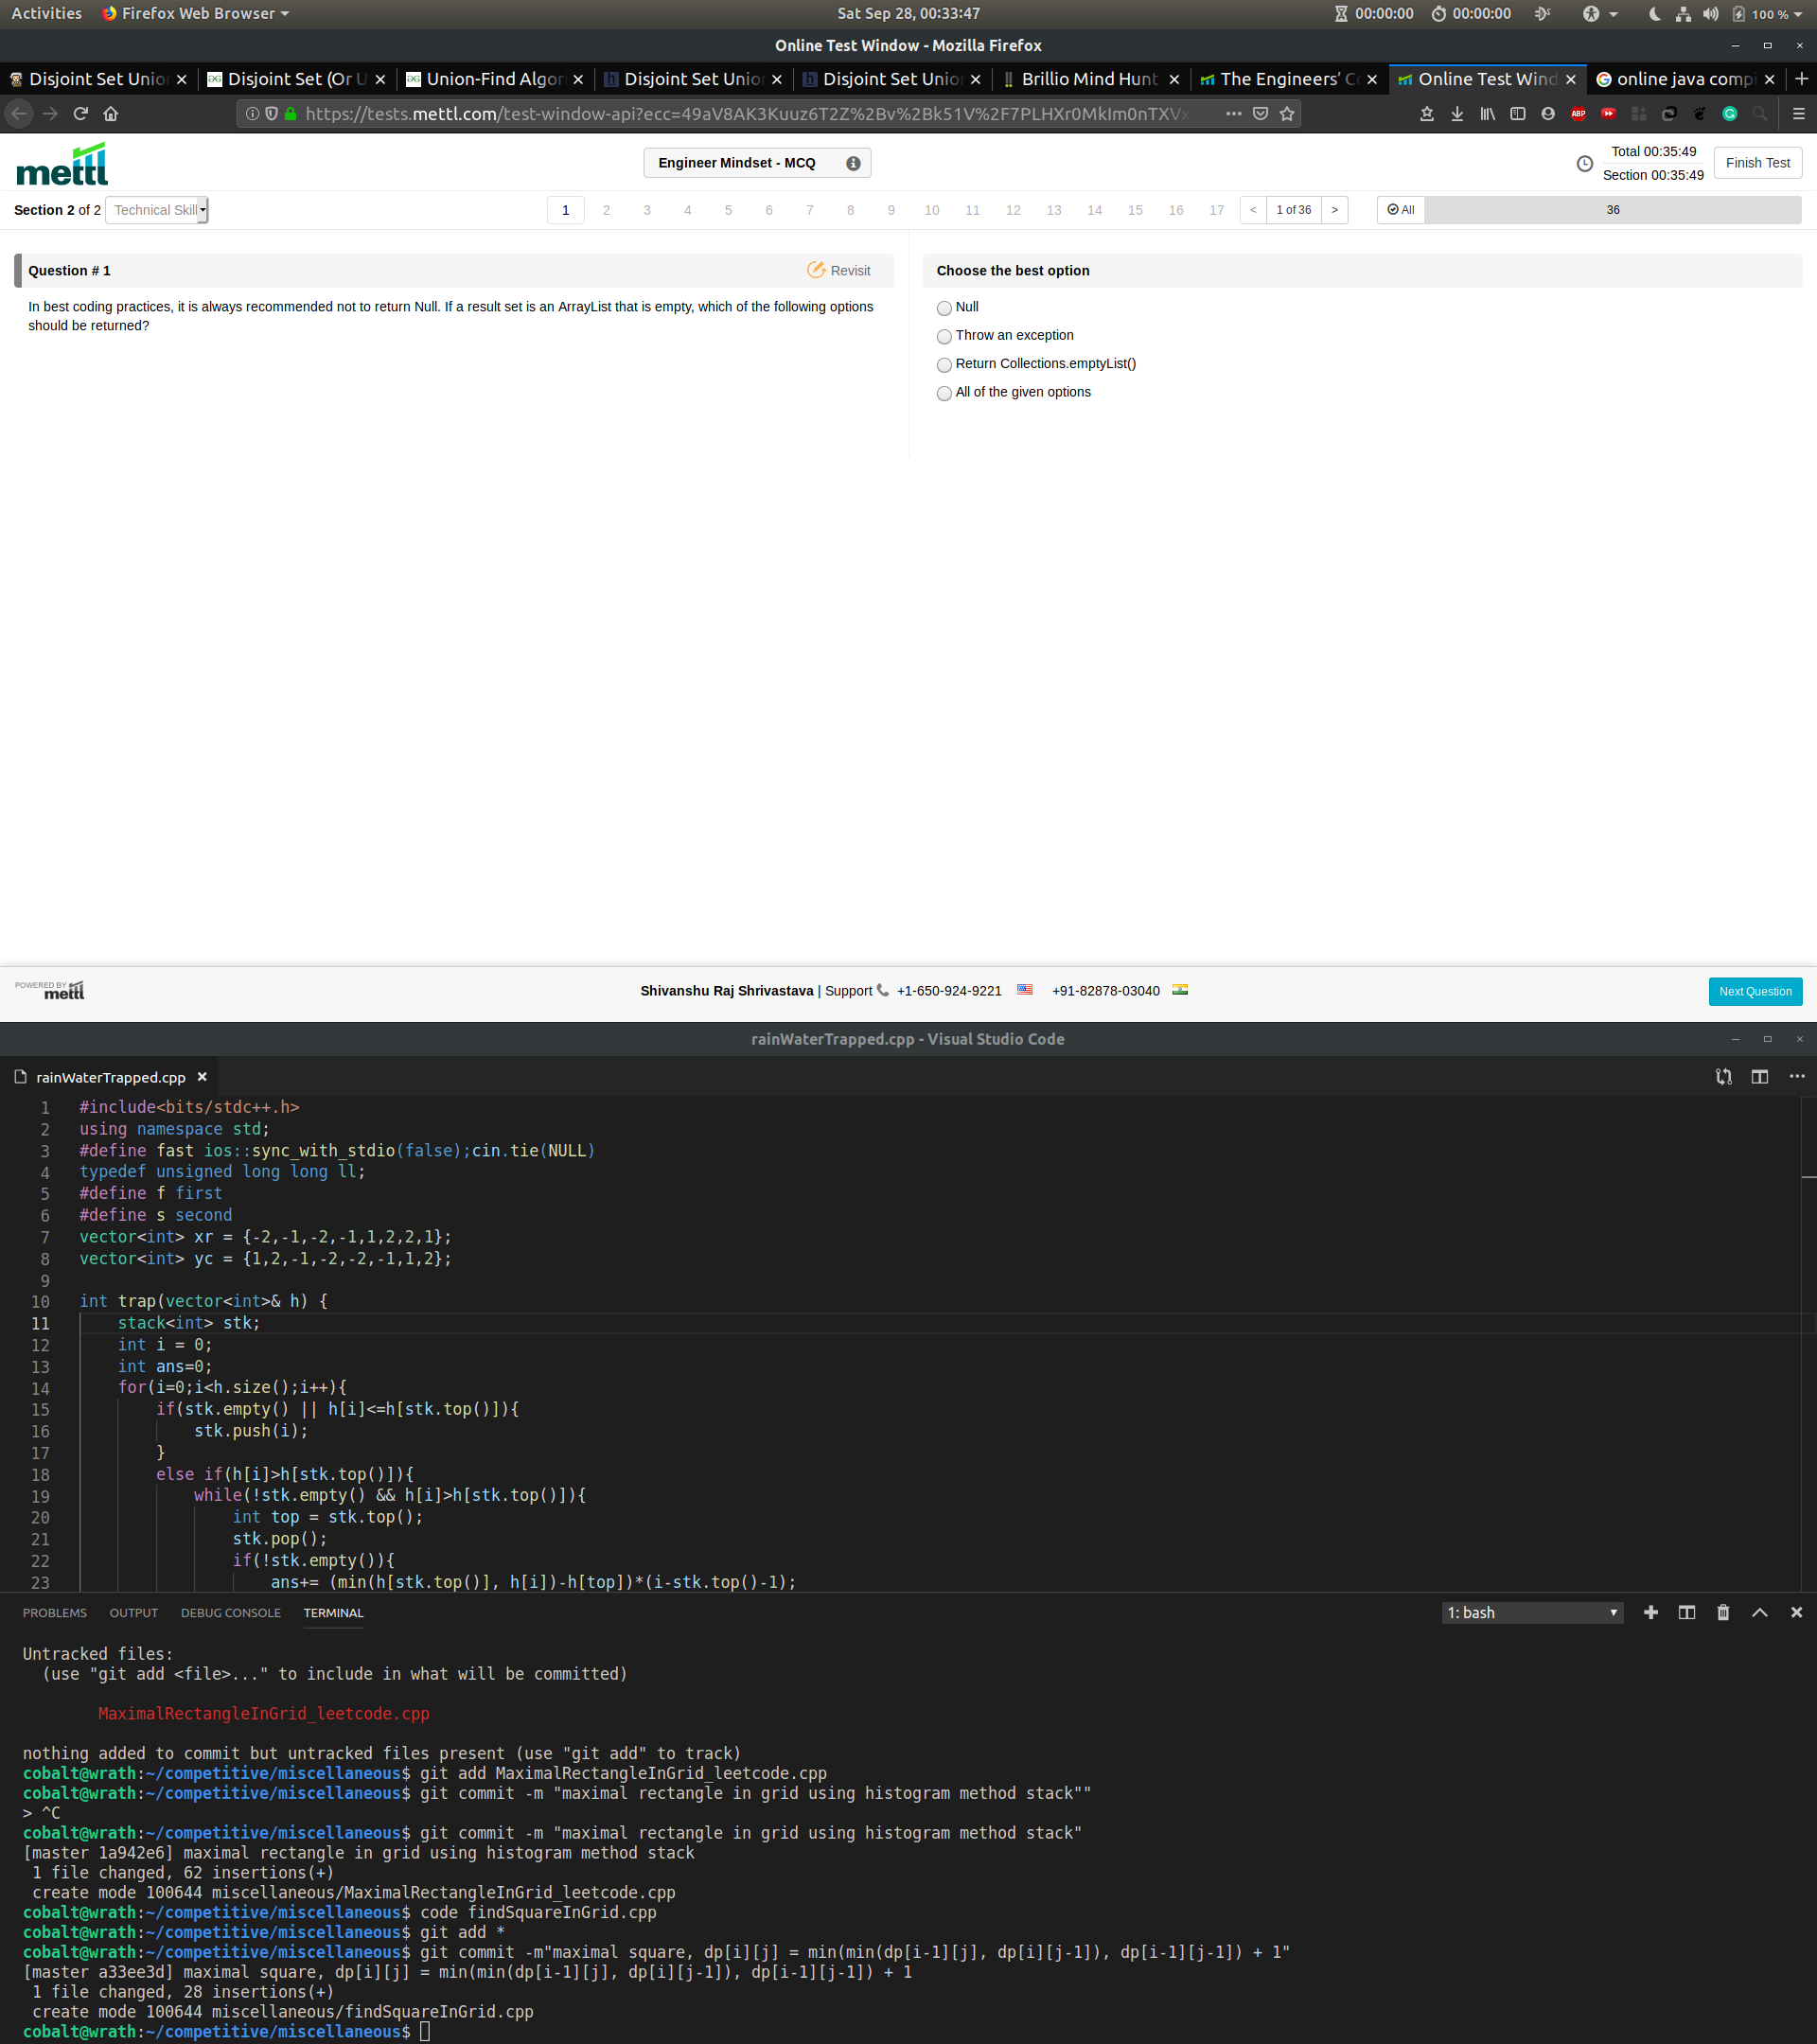 Activities Firefox Web Browser Sat Sep 28, 00:33:47 00:00:00 00:00:00 100 %
Online Test Window - Mozilla Firefox
Disjoint Set Union Disjoint Set (Or U Union-Find Algori Disjoint Set Union Disjoint Set Union Brillio Mind Hunt The Engineers' Co Online Test Wind online java compi
https://tests.mettl.com/test-window-api?ecc=49aV8AK3Kuuz6T2Z%2Bv%2Bk51V%2F7PLHXr0MkIm0nTXVx ABP
mettl Engineer Mindset - MCQ Total 00:35:49 Finish Test
Section 00:35:49
Section 2 of 2 Technical Skill 1 2 3 4 5 6 7 8 9 10 11 12 13 14 15 16 17 < 1 of 36 > All 36
Question # 1 Revisit
In best coding practices, it is always recommended not to return Null. If a result set is an ArrayList that is empty, which of the following options
should be returned?
Choose the best option
Null
Throw an exception
Return Collections.emptyList()
All of the given options
POWERED BY mettl Shivanshu Raj Shrivastava | Support +1-650-924-9221 +91-82878-03040 Next Question
rainWaterTrapped.cpp - Visual Studio Code
rainWaterTrapped.cpp
1 #include<bits/stdc++.h>
2 using namespace std;
3 #define fast ios::sync_with_stdio(false);cin.tie(NULL)
4 typedef unsigned long long ll;
5 #define f first
6 #define s second
7 vector<int> xr = {-2,-1,-2,-1,1,2,2,1};
8 vector<int> yc = {1,2,-1,-2,-2,-1,1,2};
9
10 int trap(vector<int>& h) {
11 stack<int> stk;
12 int i = 0;
13 int ans=0;
14 for(i=0;i<h.size();i++){
15 if(stk.empty() || h[i]<=h[stk.top()]){
16 stk.push(i);
17 }
18 else if(h[i]>h[stk.top()]){
19 while(!stk.empty() && h[i]>h[stk.top()]){
20 int top = stk.top();
21 stk.pop();
22 if(!stk.empty()){
23 ans+= (min(h[stk.top()], h[i])-h[top])*(i-stk.top()-1);
PROBLEMS OUTPUT DEBUG CONSOLE TERMINAL 1: bash
Untracked files:
(use "git add <file>..." to include in what will be committed)
MaximalRectangleInGrid_leetcode.cpp
nothing added to commit but untracked files present (use "git add" to track)
cobalt@wrath:~/competitive/miscellaneous$ git add MaximalRectangleInGrid_leetcode.cpp
cobalt@wrath:~/competitive/miscellaneous$ git commit -m "maximal rectangle in grid using histogram method stack""
> ^C
cobalt@wrath:~/competitive/miscellaneous$ git commit -m "maximal rectangle in grid using histogram method stack"
[master 1a942e6] maximal rectangle in grid using histogram method stack
1 file changed, 62 insertions(+)
create mode 100644 miscellaneous/MaximalRectangleInGrid_leetcode.cpp
cobalt@wrath:~/competitive/miscellaneous$ code findSquareInGrid.cpp
cobalt@wrath:~/competitive/miscellaneous$ git add *
cobalt@wrath:~/competitive/miscellaneous$ git commit -m"maximal square, dp[i][j] = min(min(dp[i-1][j], dp[i][j-1]), dp[i-1][j-1]) + 1"
[master a33ee3d] maximal square, dp[i][j] = min(min(dp[i-1][j], dp[i][j-1]), dp[i-1][j-1]) + 1
1 file changed, 28 insertions(+)
create mode 100644 miscellaneous/findSquareInGrid.cpp
cobalt@wrath:~/competitive/miscellaneous$